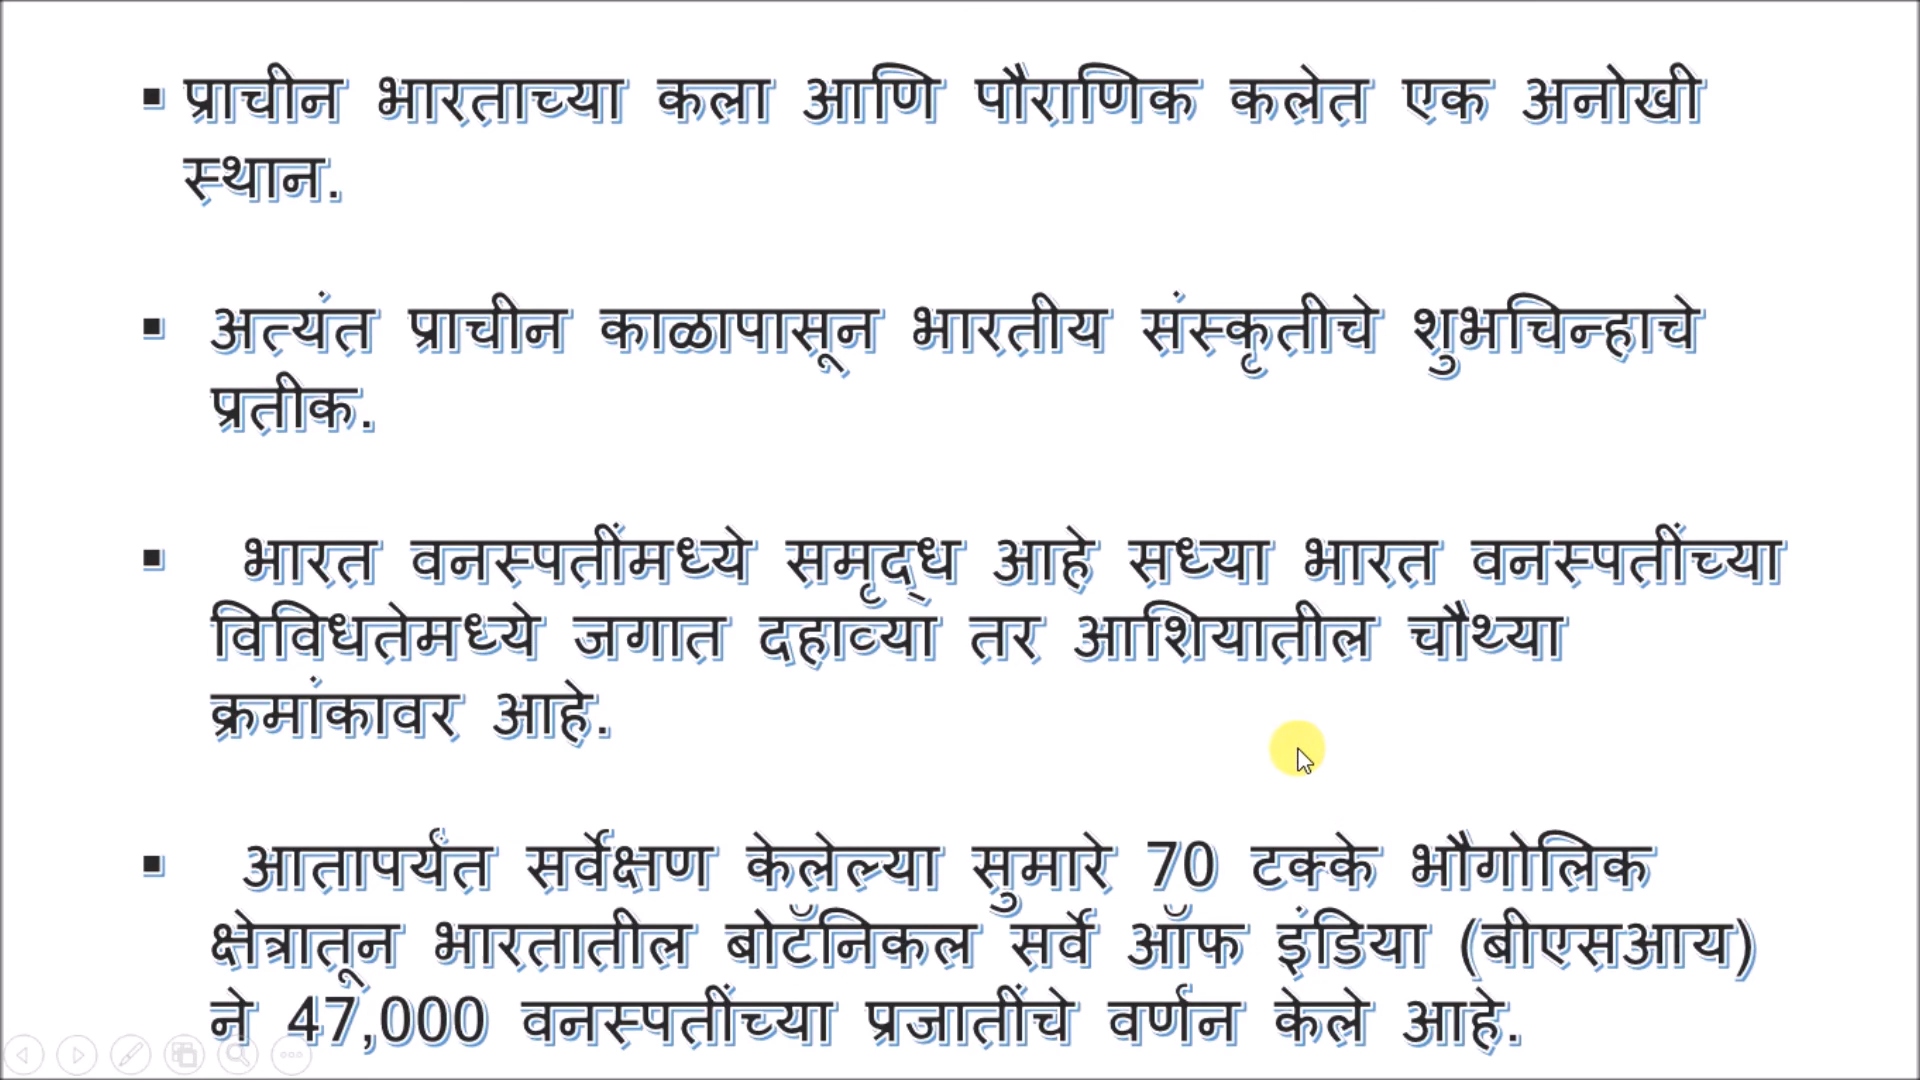 ▪ प्राचीन भारताच्या कला आणि पौराणिक कलेत एक अनोखी
स्थान.
▪ अत्यंत प्राचीन काळापासून भारतीय संस्कृतीचे शुभचिन्हाचे
प्रतीक.
▪ भारत वनस्पतींमध्ये समृद्ध आहे सध्या भारत वनस्पतींच्या
विविधतेमध्ये जगात दहाव्या तर आशियातील चौथ्या
क्रमांकावर आहे.
▪ आतापर्यंत सर्वेक्षण केलेल्या सुमारे 70 टक्के भौगोलिक
क्षेत्रातून भारतातील बोटॅनिकल सर्वे ऑफ इंडिया (बीएसआय)
ने 47,000 वनस्पतींच्या प्रजातींचे वर्णन केले आहे.